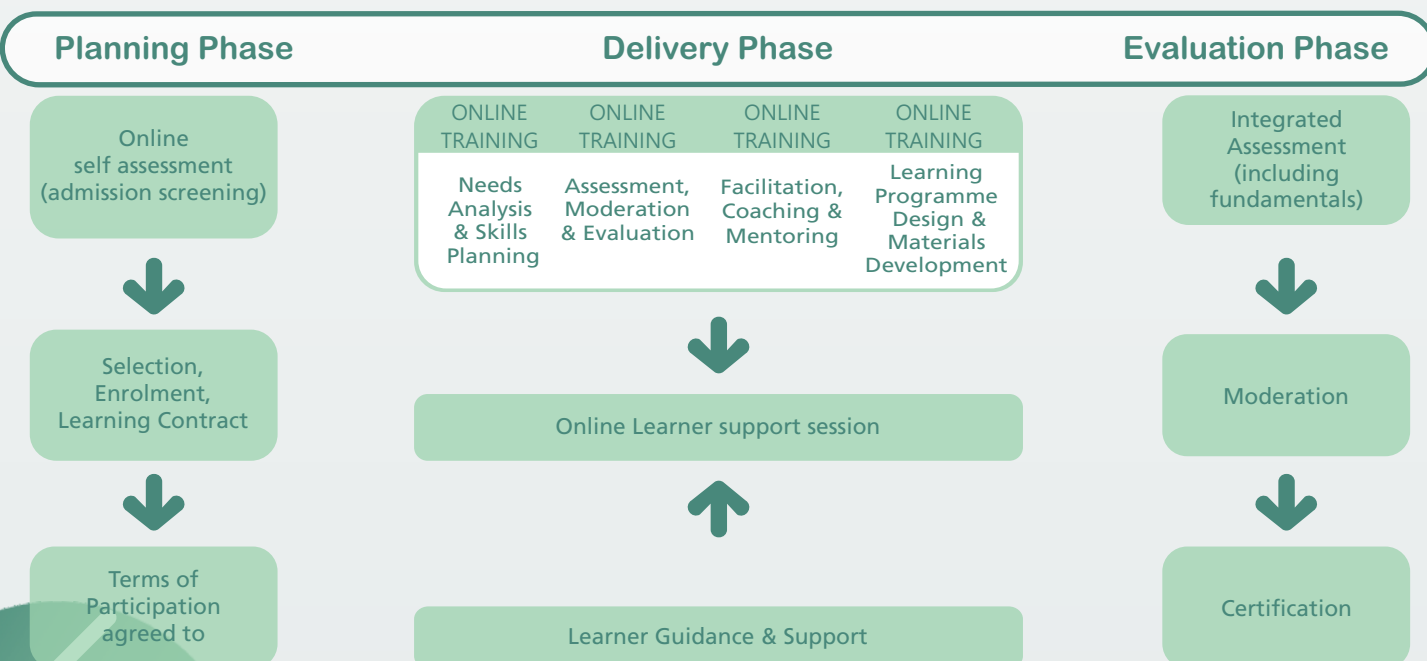 Planning Phase
Delivery Phase
Evaluation Phase
Online
self assessment
(admission screening)
Selection,
Enrolment,
Learning Contract
Terms of
Participation
agreed to
ONLINE
TRAINING
Needs
Analysis
& Skills
Planning
ONLINE
TRAINING
Assessment,
Moderation
& Evaluation
ONLINE
TRAINING
Facilitation,
Coaching &
Mentoring
ONLINE
TRAINING
Learning
Programme
Design &
Materials
Development
Online Learner support session
Learner Guidance & Support
Integrated
Assessment
(including
fundamentals)
Moderation
Certification